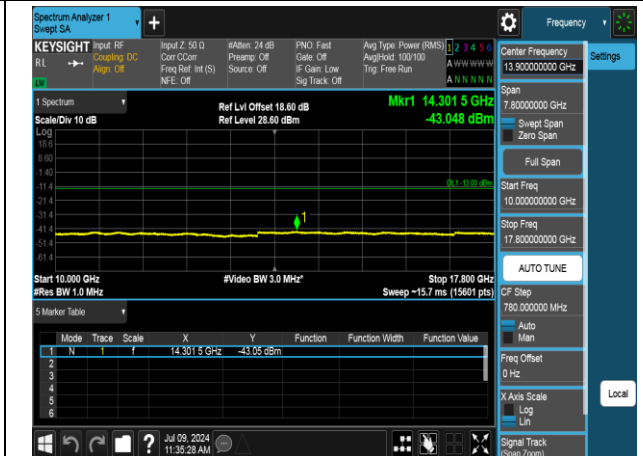 Spectrum Analyzer 1
Swept SA
Frequency
KEYSIGHT
RL
LXI
Input: RF
Coupling: DC
Align: Off
Input Z: 50 Ω
Corr CCorr
Freq Ref: Int (S)
NFE: Off
#Atten: 24 dB
Preamp: Off
Source: Off
PNO: Fast
Gate: Off
IF Gain: Low
Sig Track: Off
Avg Type: Power (RMS)
Avg|Hold: 100/100
Trig: Free Run
1 2 3 4 5 6
A W W W W W
A N N N N N
1 Spectrum
Scale/Div 10 dB
Ref Lvl Offset 18.60 dB
Ref Level 28.60 dBm
Mkr1 14.301 5 GHz
-43.048 dBm
Log
18.6
8.60
-1.40
-11.4
-21.4
-31.4
-41.4
-51.4
-61.4
DL1 -13.00 dBm
1
Start 10.000 GHz
#Res BW 1.0 MHz
#Video BW 3.0 MHz*
Stop 17.800 GHz
Sweep ~15.7 ms (15601 pts)
5 Marker Table
Mode Trace Scale X Y Function Function Width Function Value
1 N 1 f 14.301 5 GHz -43.05 dBm
2
3
4
5
6
Jul 09, 2024
11:35:28 AM
Center Frequency
13.900000000 GHz
Span
7.80000000 GHz
Swept Span
Zero Span
Full Span
Start Freq
10.000000000 GHz
Stop Freq
17.800000000 GHz
AUTO TUNE
CF Step
780.000000 MHz
Auto
Man
Freq Offset
0 Hz
X Axis Scale
Log
Lin
Signal Track
(Span Zoom)
Settings
Local